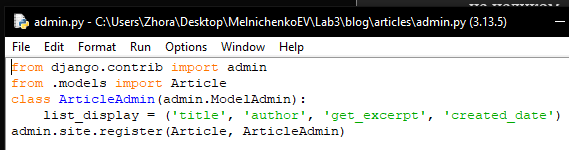 admin.py - C:\Users\Zhora\Desktop\MelnichenkoEV\Lab3\blog\articles\admin.py (3.13.5)
File Edit Format Run Options Window Help
from django.contrib import admin
from .models import Article
class ArticleAdmin(admin.ModelAdmin):
    list_display = ('title', 'author', 'get_excerpt', 'created_date')
admin.site.register(Article, ArticleAdmin)